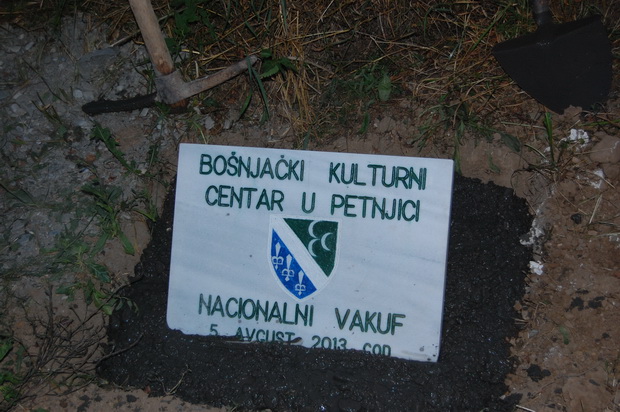 BOŠNJAČKI KULTURNI
CENTAR U PETNJICI
NACIONALNI VAKUF
5. AVGUST 2013 GOD